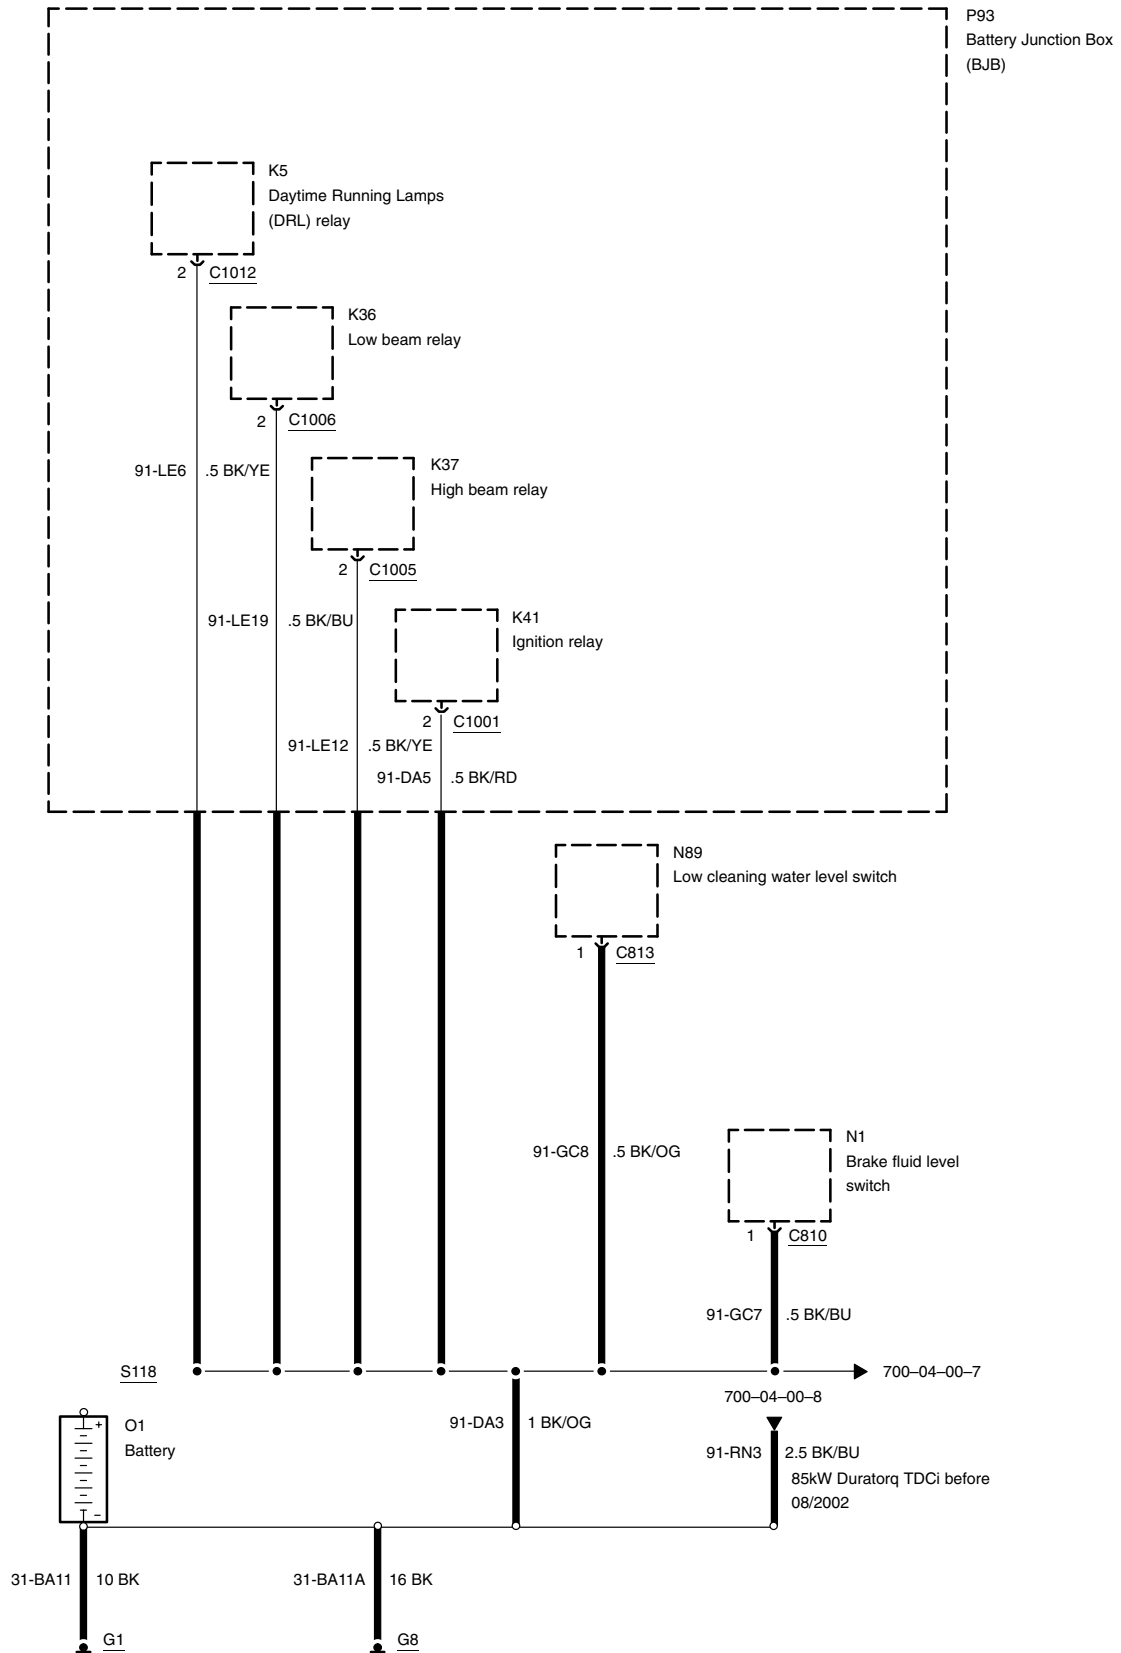 P93
Battery Junction Box
(BJB)
K5
Daytime Running Lamps
(DRL) relay
2 C1012
K36
Low beam relay
2 C1006
91-LE6 .5 BK/YE
K37
High beam relay
2 C1005
91-LE19 .5 BK/BU
K41
Ignition relay
2 C1001
91-LE12 .5 BK/YE
91-DA5 .5 BK/RD
N89
Low cleaning water level switch
1 C813
91-GC8 .5 BK/OG
N1
Brake fluid level
switch
1 C810
91-GC7 .5 BK/BU
S118
700–04–00–7
700–04–00–8
O1
Battery
+
–
91-DA3 1 BK/OG
91-RN3 2.5 BK/BU
85kW Duratorq TDCi before
08/2002
31-BA11 10 BK
31-BA11A 16 BK
G1
G8